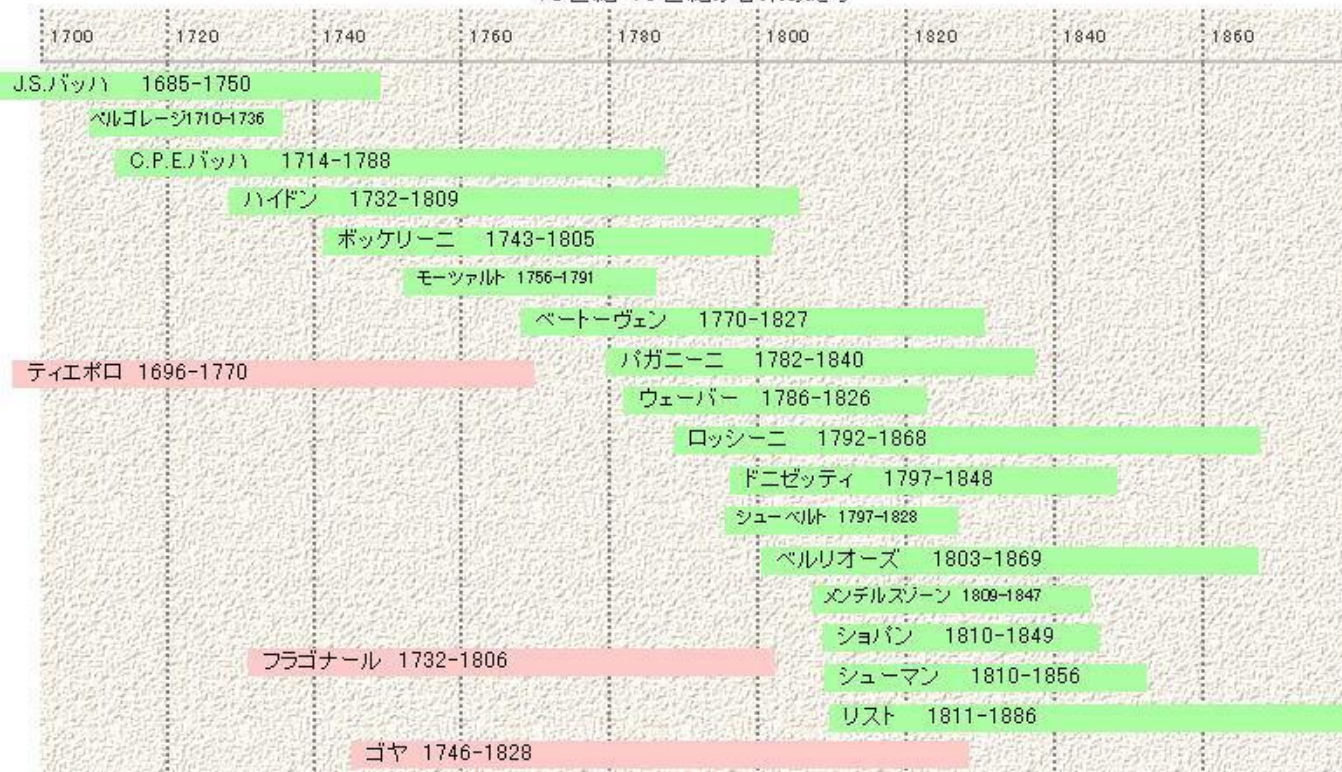 1700 1720 1740 1760 1780 1800 1820 1840 1860
J.S.バッハ 1685-1750
ペルゴレージ1710-1736
C.P.E.バッハ 1714-1788
ハイドン 1732-1809
ボッケリーニ 1743-1805
モーツァルト 1756-1791
ベートーヴェン 1770-1827
パガニーニ 1782-1840
ティエポロ 1696-1770
ウェーバー 1786-1826
ロッシーニ 1792-1868
ドニゼッティ 1797-1848
シューベルト 1797-1828
ベルリオーズ 1803-1869
メンデルスゾーン 1809-1847
ショパン 1810-1849
フラゴナール 1732-1806
シューマン 1810-1856
リスト 1811-1886
ゴヤ 1746-1828